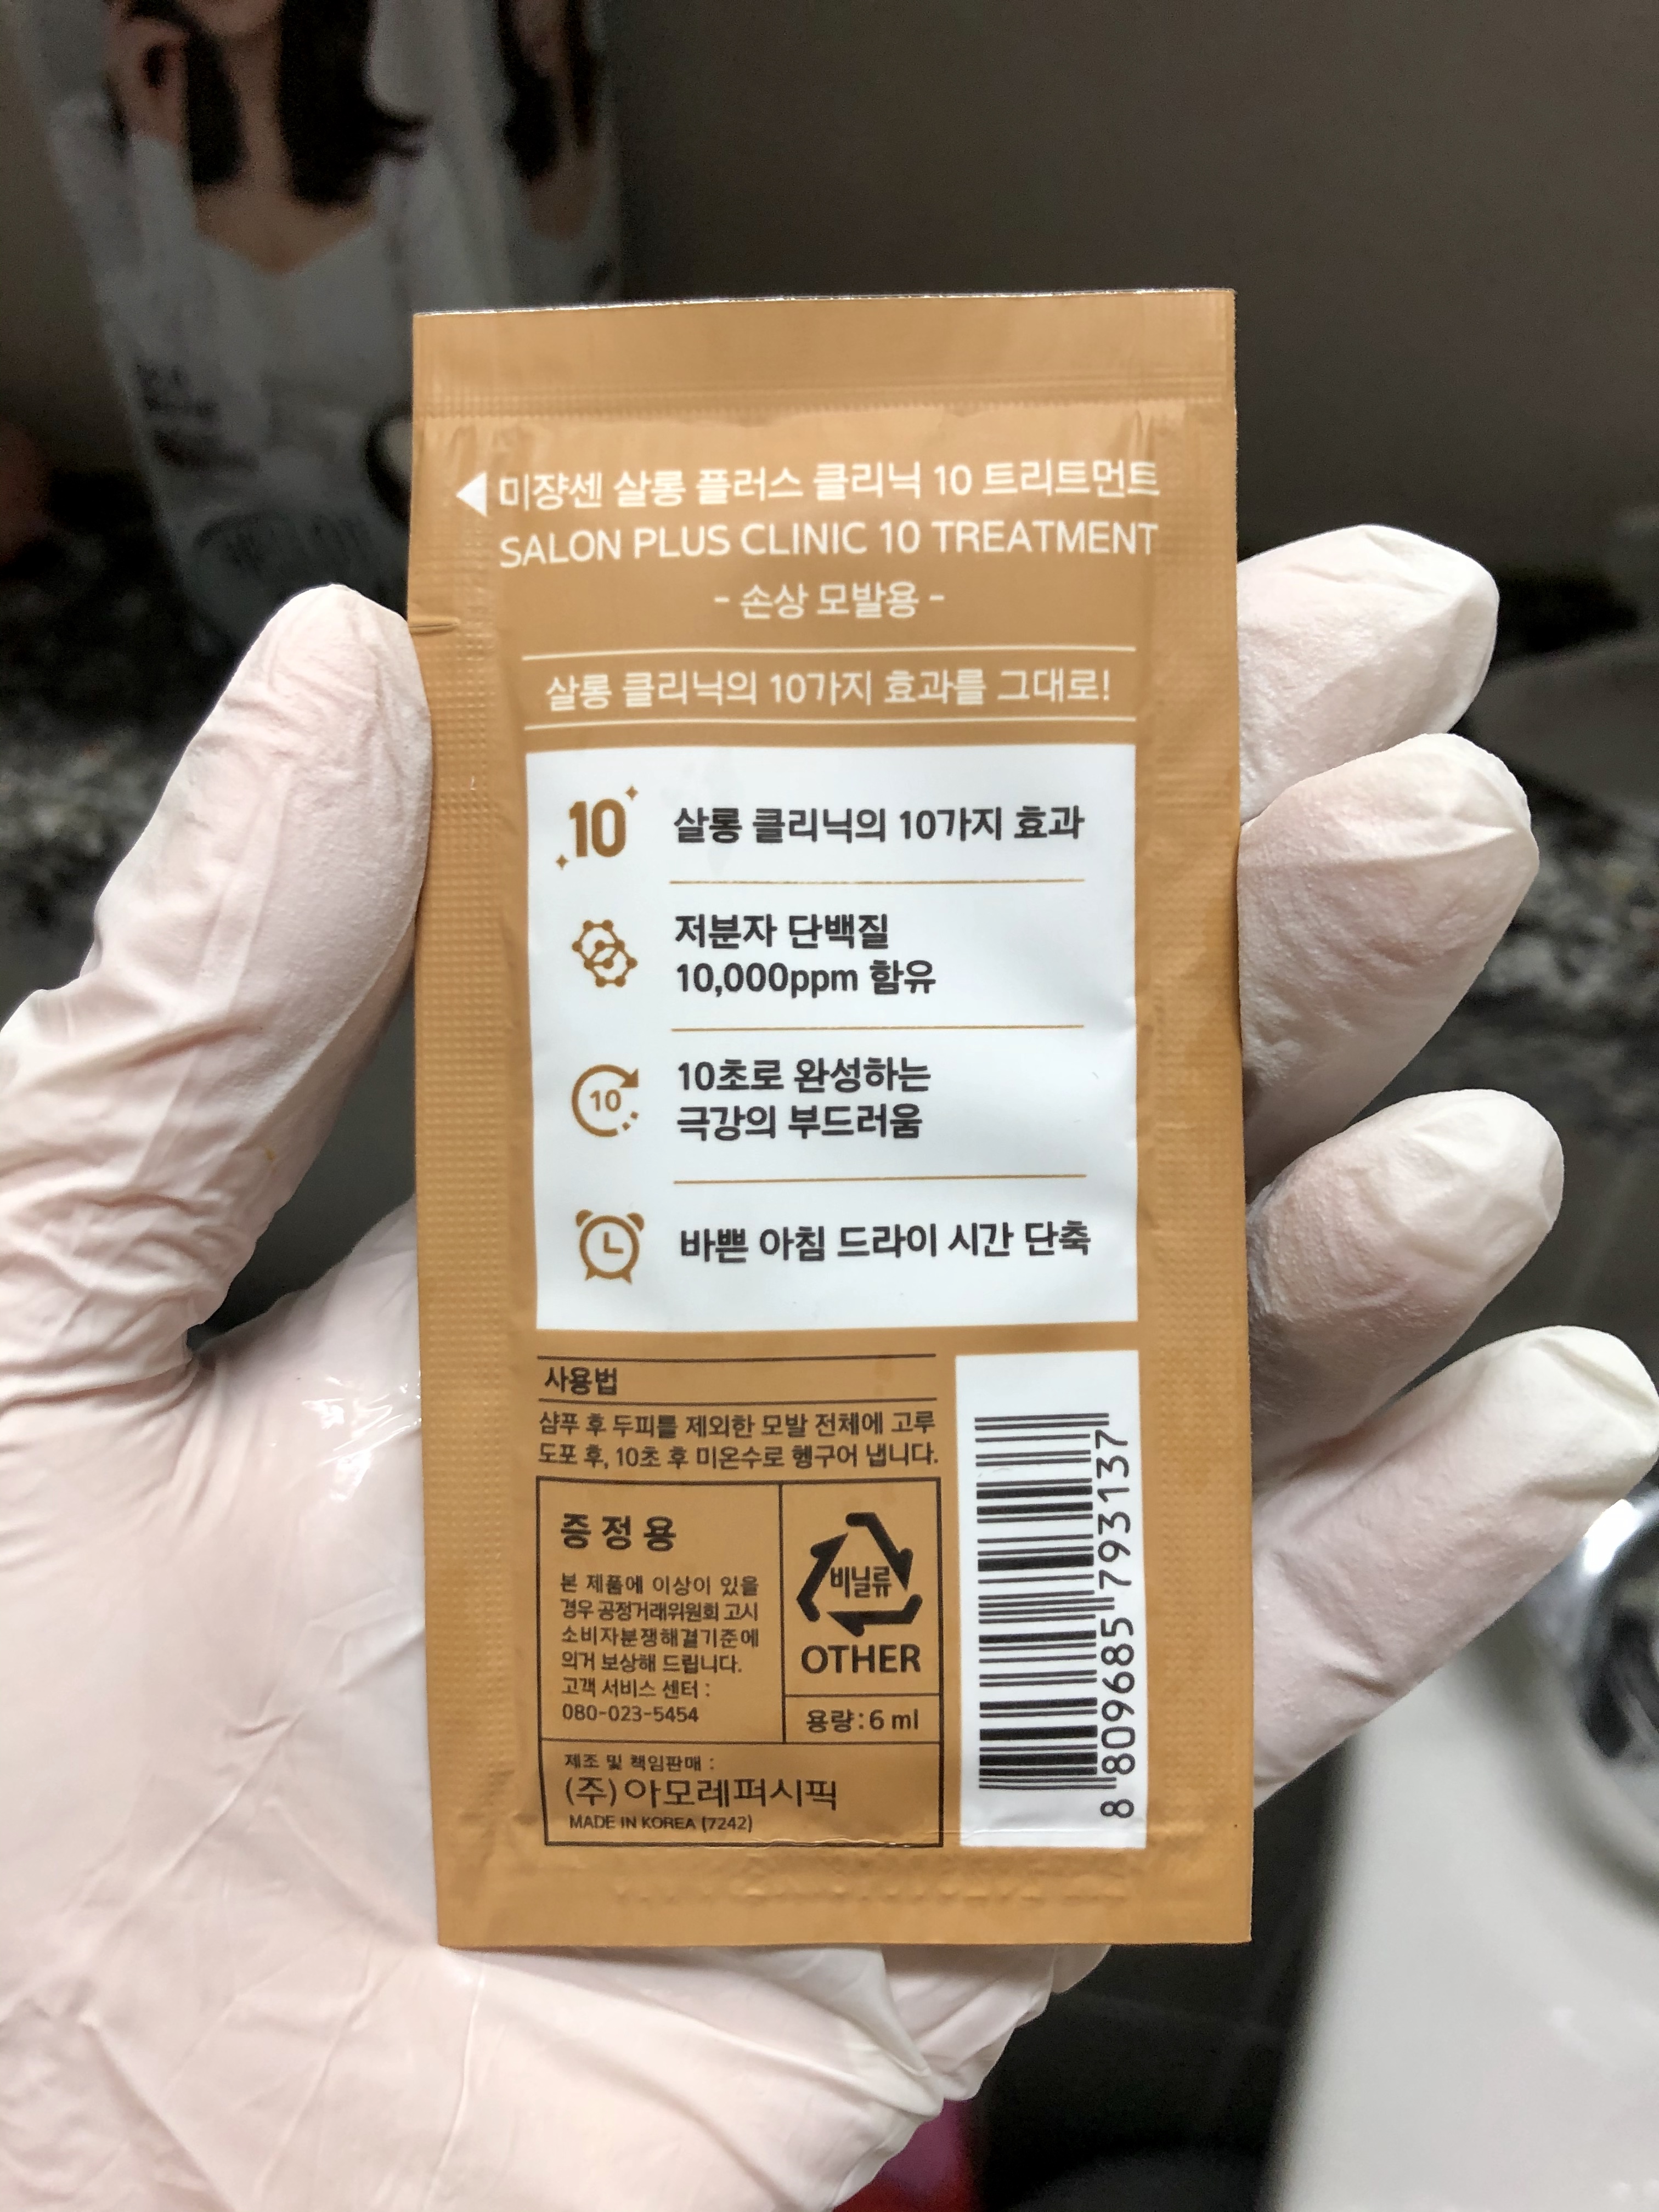 미쟝센 살롱 플러스 클리닉 10 트리트먼트
SALON PLUS CLINIC 10 TREATMENT
- 손상 모발용 -
살롱 클리닉의 10가지 효과를 그대로!
10
살롱 클리닉의 10가지 효과
저분자 단백질
10,000ppm 함유
10
10초로 완성하는
극강의 부드러움
바쁜 아침 드라이 시간 단축
사용법
샴푸 후 두피를 제외한 모발 전체에 고루
도포 후, 10초 후 미온수로 헹구어 냅니다.
증정용
본 제품에 이상이 있을
경우 공정거래위원회 고시
소비자분쟁해결기준에
의거 보상해 드립니다.
고객 서비스 센터 :
080-023-5454
비닐류
OTHER
용량 : 6 ml
제조 및 책임판매 :
(주)아모레퍼시픽
MADE IN KOREA (7242)
8 809685 793137